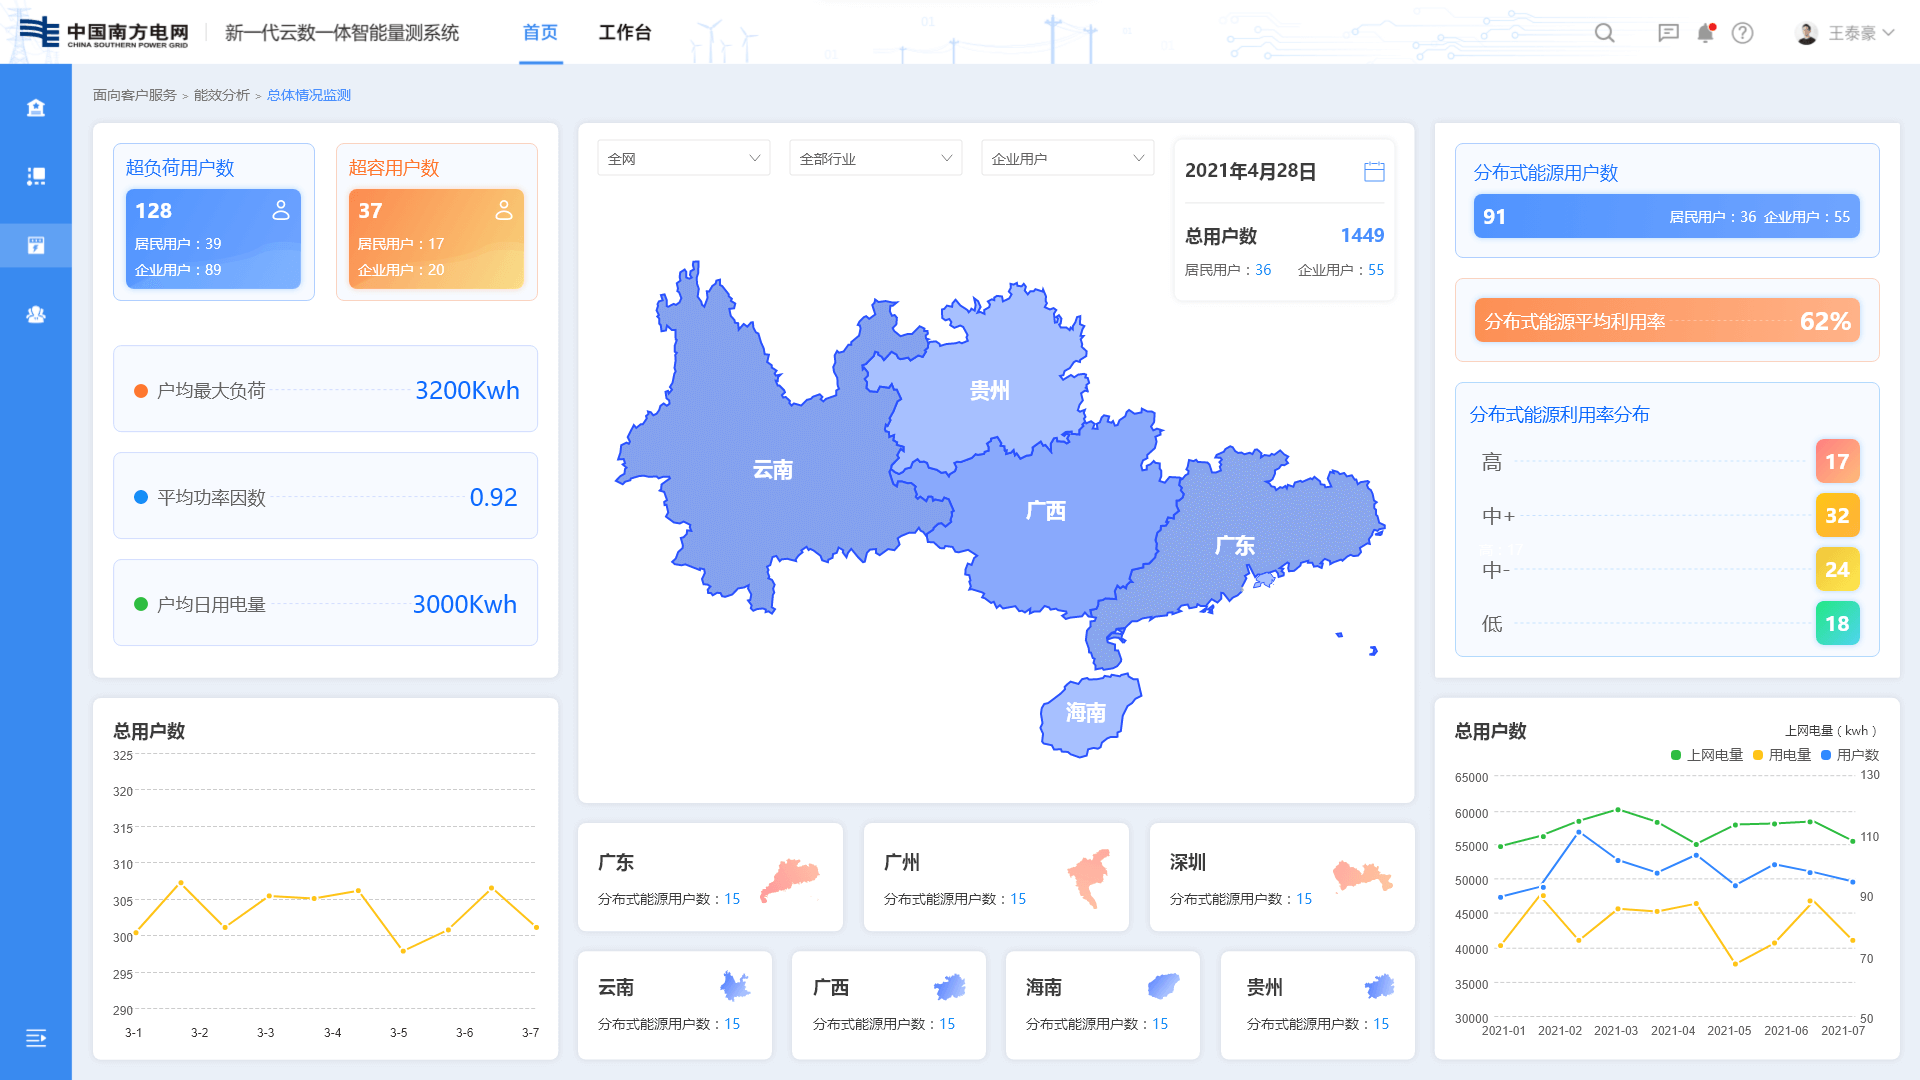 中国南方电网
CHINA SOUTHERN POWER GRID
新一代云数一体智能量测系统
首页
工作台
王泰豪
面向客户服务 > 能效分析 > 总体情况监测
超负荷用户数
128
居民用户：39
企业用户：89
超容用户数
37
居民用户：17
企业用户：20
户均最大负荷 3200Kwh
平均功率因数 0.92
户均日用电量 3000Kwh
全网
全部行业
企业用户
2021年4月28日
总用户数 1449
居民用户：36 企业用户：55
云南
贵州
广西
广东
海南
分布式能源用户数
91 居民用户：36 企业用户：55
分布式能源平均利用率 62%
分布式能源利用率分布
高 17
中+ 32
中- 24
低 18
总用户数
325
320
315
310
305
300
295
290
3-1 3-2 3-3 3-4 3-5 3-6 3-7
广东
分布式能源用户数：15
广州
分布式能源用户数：15
深圳
分布式能源用户数：15
云南
分布式能源用户数：15
广西
分布式能源用户数：15
海南
分布式能源用户数：15
贵州
分布式能源用户数：15
总用户数
上网电量（kwh）
上网电量 用电量 用户数
65000
60000
55000
50000
45000
40000
35000
30000
130
110
90
70
50
2021-01 2021-02 2021-03 2021-04 2021-05 2021-06 2021-07